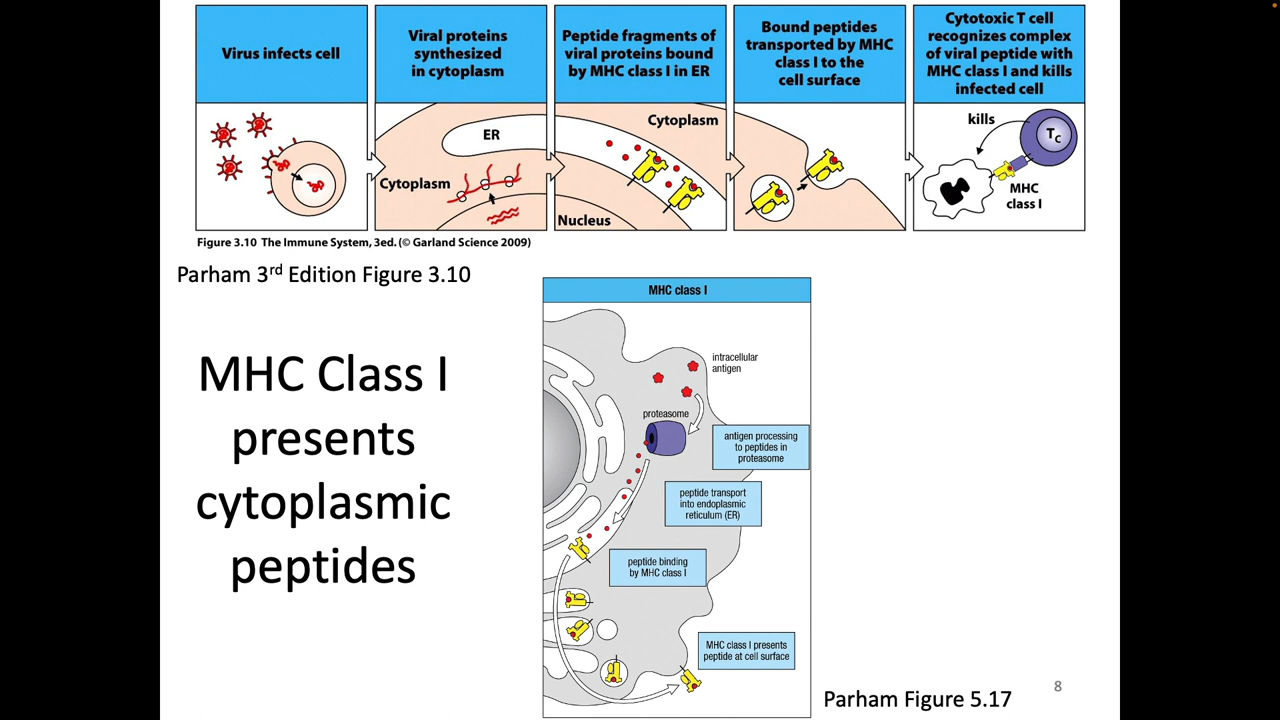 Virus infects cell
Viral proteins
synthesized
in cytoplasm
Peptide fragments of
viral proteins bound
by MHC class I in ER
Bound peptides
transported by MHC
class I to the
cell surface
Cytotoxic T cell
recognizes complex
of viral peptide with
MHC class I and kills
infected cell
ER
Cytoplasm
Cytoplasm
Nucleus
kills
Tc
MHC
class I
Figure 3.10 The Immune System, 3ed. (© Garland Science 2009)
Parham 3rd Edition Figure 3.10
MHC Class I
presents
cytoplasmic
peptides
MHC class I
intracellular
antigen
proteasome
antigen processing
to peptides in
proteasome
peptide transport
into endoplasmic
reticulum (ER)
peptide binding
by MHC class I
MHC class I presents
peptide at cell surface
Parham Figure 5.17
8